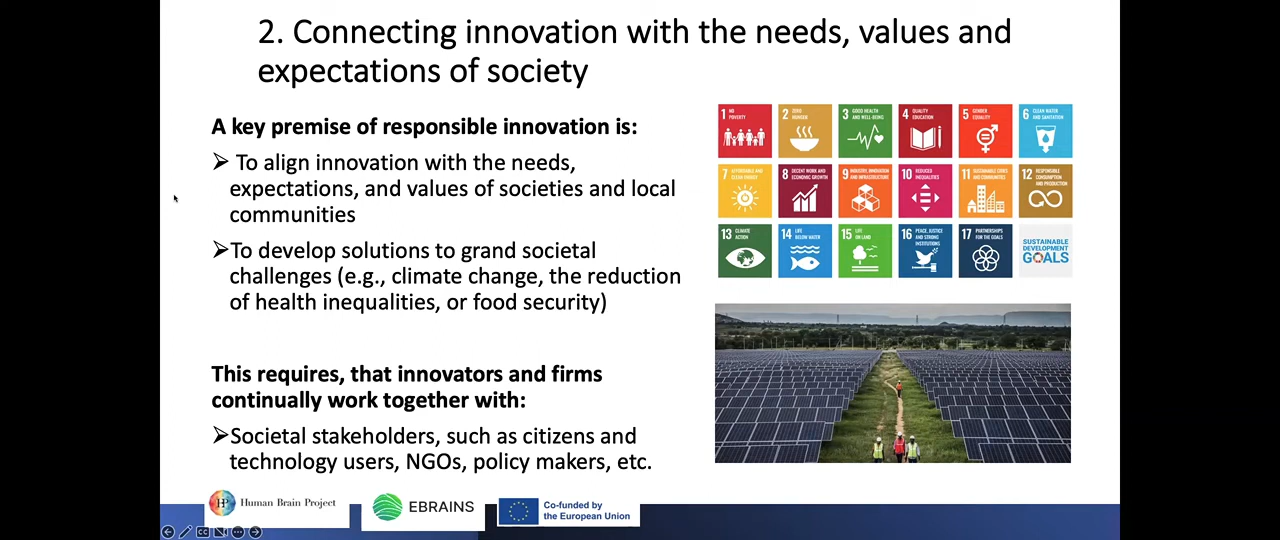 2. Connecting innovation with the needs, values and
expectations of society
A key premise of responsible innovation is:
➢ To align innovation with the needs,
expectations, and values of societies and local
communities
➢ To develop solutions to grand societal
challenges (e.g., climate change, the reduction
of health inequalities, or food security)
This requires, that innovators and firms
continually work together with:
➢ Societal stakeholders, such as citizens and
technology users, NGOs, policy makers, etc.
1 NO
POVERTY
2 ZERO
HUNGER
3 GOOD HEALTH
AND WELL-BEING
4 QUALITY
EDUCATION
5 GENDER
EQUALITY
6 CLEAN WATER
AND SANITATION
7 AFFORDABLE AND
CLEAN ENERGY
8 DECENT WORK AND
ECONOMIC GROWTH
9 INDUSTRY, INNOVATION
AND INFRASTRUCTURE
10 REDUCED
INEQUALITIES
11 SUSTAINABLE CITIES
AND COMMUNITIES
12 RESPONSIBLE
CONSUMPTION
AND PRODUCTION
13 CLIMATE
ACTION
14 LIFE
BELOW WATER
15 LIFE
ON LAND
16 PEACE, JUSTICE
AND STRONG
INSTITUTIONS
17 PARTNERSHIPS
FOR THE GOALS
SUSTAINABLE
DEVELOPMENT
GOALS
Human Brain Project
EBRAINS
Co-funded by
the European Union
CC